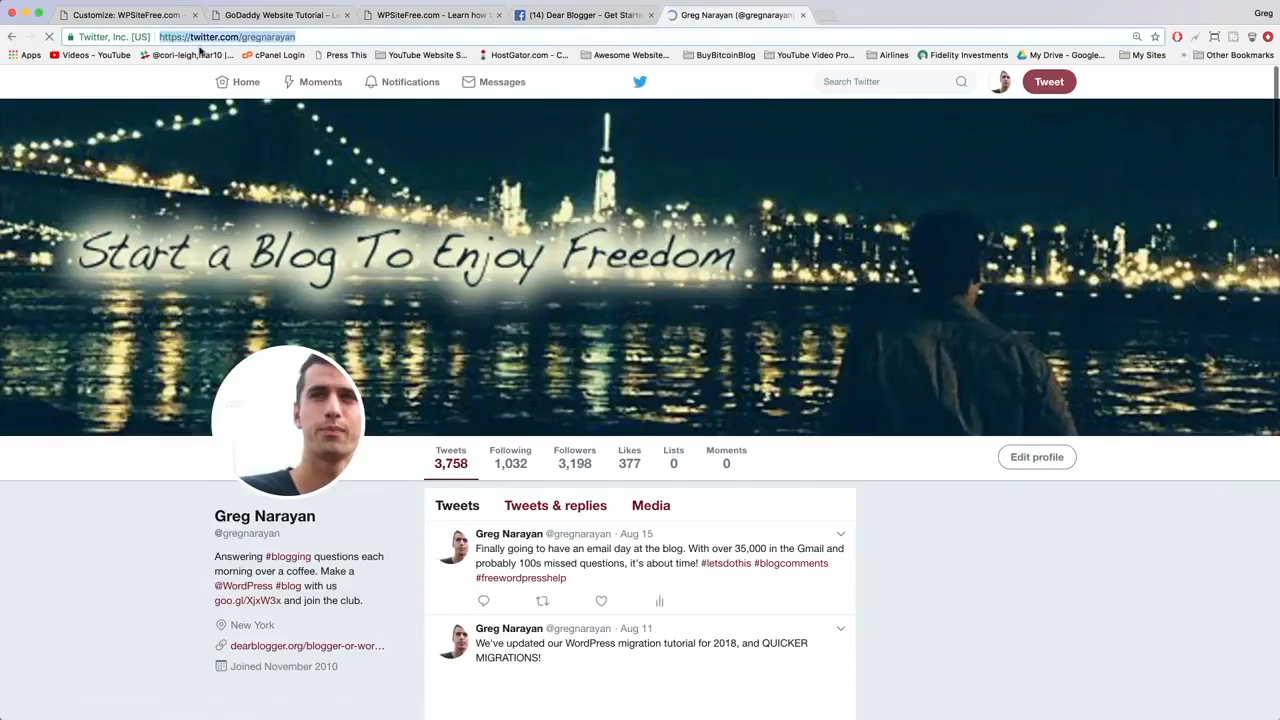 Customize: WPSiteFree.com –
GoDaddy Website Tutorial – Le
WPSiteFree.com - Learn how t
(14) Dear Blogger - Get Starte
Greg Narayan (@gregnarayan)
Greg
Twitter, Inc. [US]
https://twitter.com/gregnarayan
Apps
Videos - YouTube
@cori-leigh,mar10 |...
cPanel Login
Press This
YouTube Website S...
HostGator.com - C...
Awesome Website...
BuyBitcoinBlog
YouTube Video Pro...
Airlines
Fidelity Investments
My Drive - Google...
My Sites
Other Bookmarks
Home
Moments
Notifications
Messages
Search Twitter
Tweet
Start a Blog To Enjoy Freedom
Tweets
Following
Followers
Likes
Lists
Moments
3,758
1,032
3,198
377
0
0
Edit profile
Greg Narayan
@gregnarayan
Answering #blogging questions each
morning over a coffee. Make a
@WordPress #blog with us
goo.gl/XjxW3x and join the club.
New York
dearblogger.org/blogger-or-wor...
Joined November 2010
Tweets
Tweets & replies
Media
Greg Narayan @gregnarayan · Aug 15
Finally going to have an email day at the blog. With over 35,000 in the Gmail and
probably 100s missed questions, it's about time! #letsdothis #blogcomments
#freewordpresshelp
Greg Narayan @gregnarayan · Aug 11
We've updated our WordPress migration tutorial for 2018, and QUICKER
MIGRATIONS!